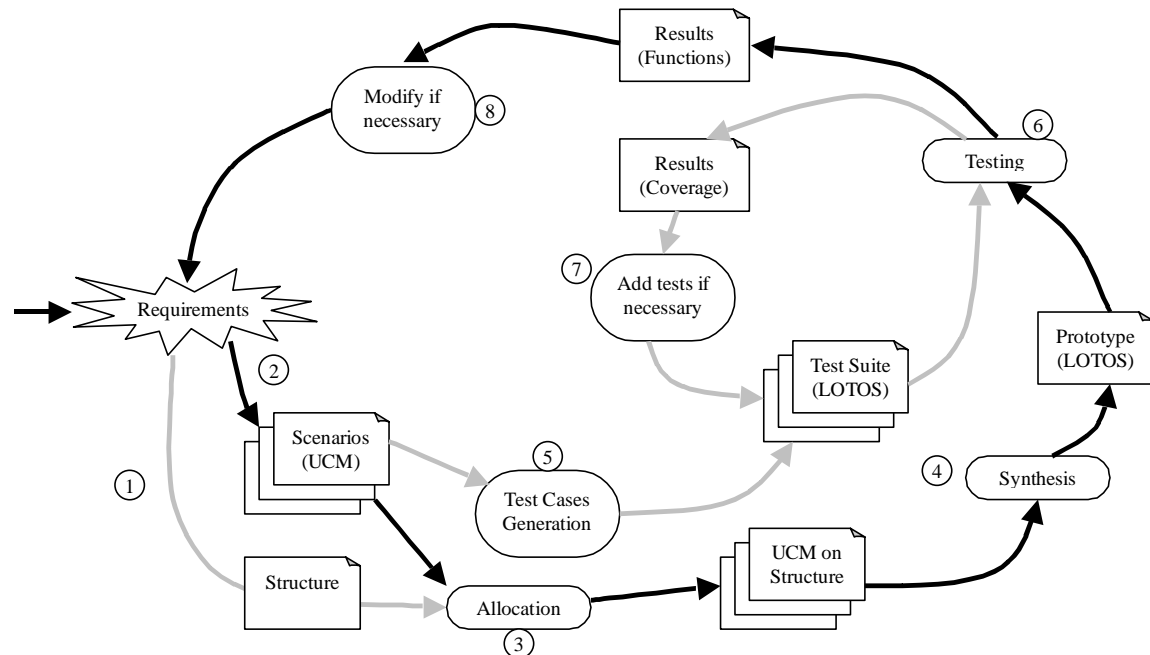 Results
(Functions)
Modify if
necessary
8
6
Testing
Results
(Coverage)
7
Add tests if
necessary
Requirements
2
Prototype
(LOTOS)
Test Suite
(LOTOS)
Scenarios
(UCM)
1
5
Test Cases
Generation
4
Synthesis
UCM on
Structure
Structure
Allocation
3